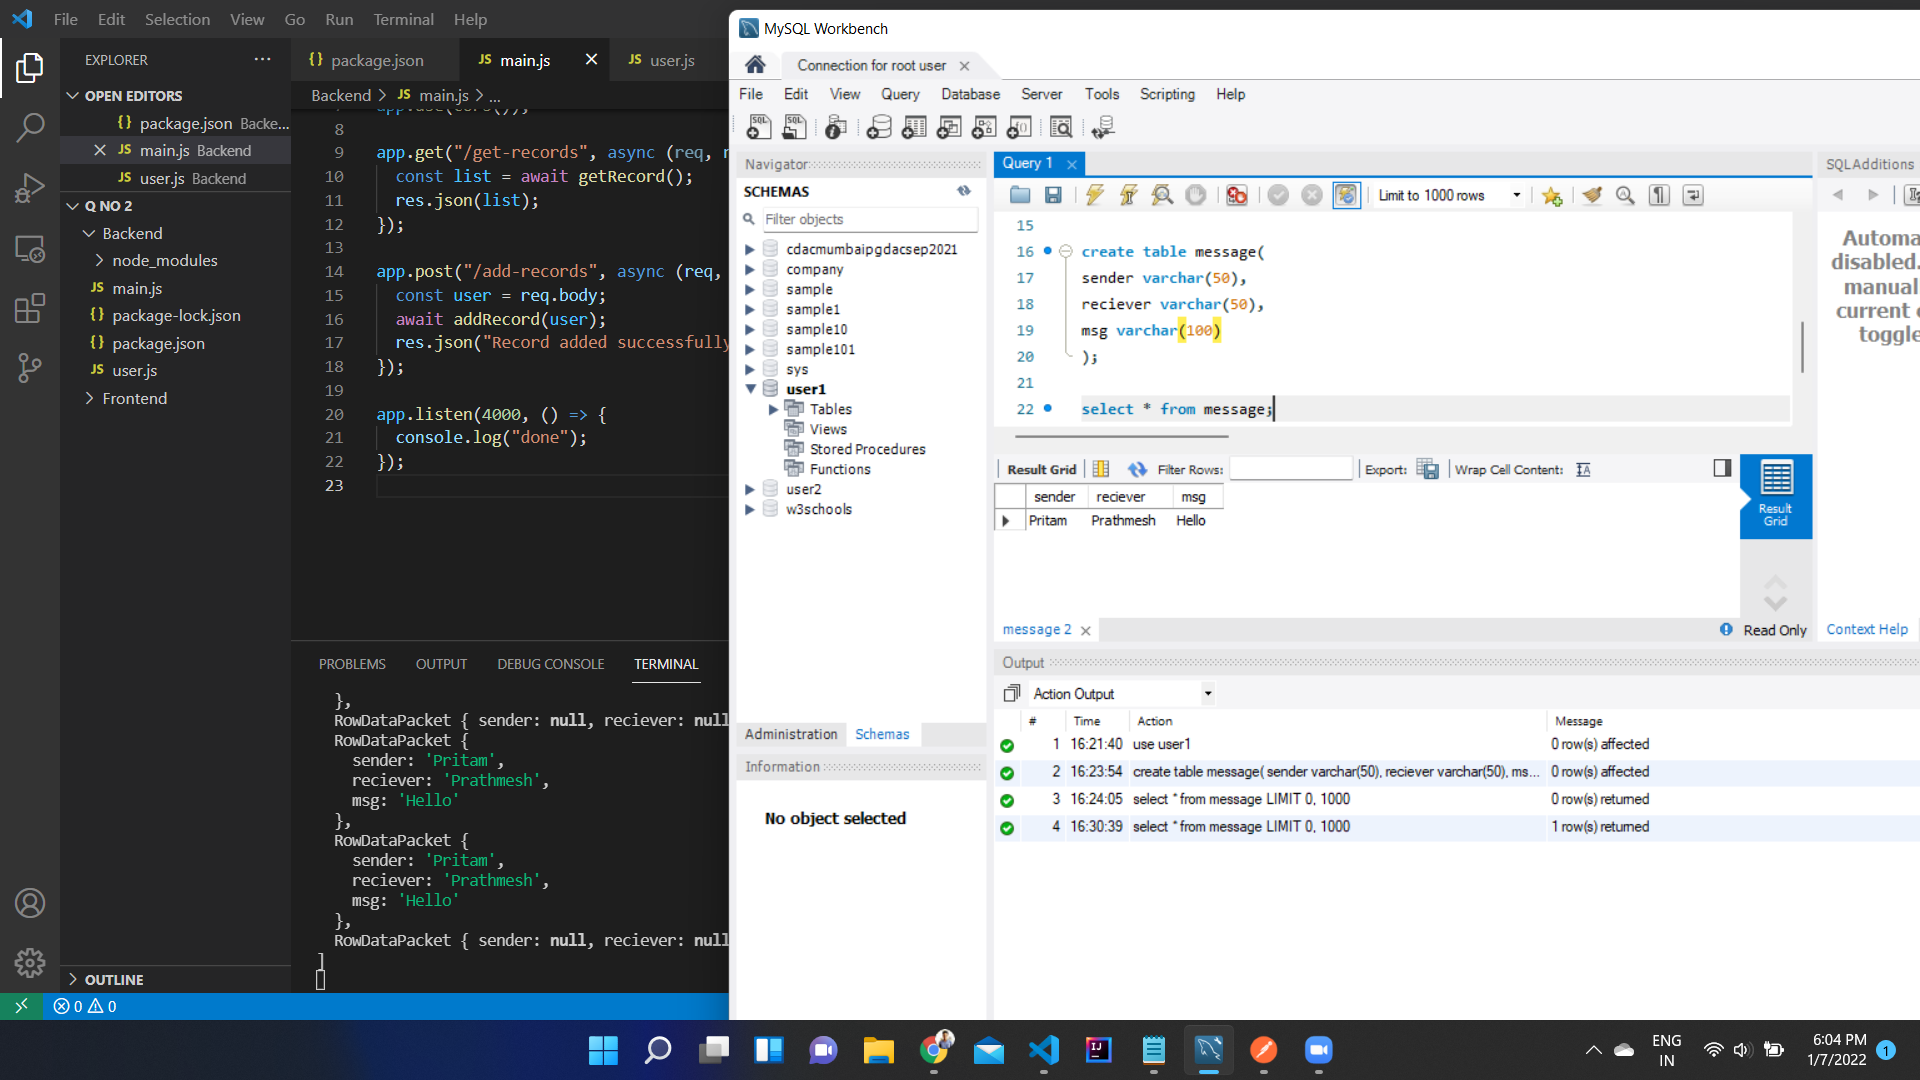 File Edit Selection View Go Run Terminal Help
EXPLORER
OPEN EDITORS
package.json Backe...
main.js Backend
user.js Backend
Q NO 2
Backend
node_modules
main.js
package-lock.json
package.json
user.js
Frontend
OUTLINE
0 0
package.json
main.js
user.js
Backend > JS main.js > ...
8
9 app.get("/get-records", async (req, r
10 const list = await getRecord();
11 res.json(list);
12 });
13
14 app.post("/add-records", async (req,
15 const user = req.body;
16 await addRecord(user);
17 res.json("Record added successfully
18 });
19
20 app.listen(4000, () => {
21 console.log("done");
22 });
23
PROBLEMS OUTPUT DEBUG CONSOLE TERMINAL
},
RowDataPacket { sender: null, reciever: null
RowDataPacket {
sender: 'Pritam',
reciever: 'Prathmesh',
msg: 'Hello'
},
RowDataPacket {
sender: 'Pritam',
reciever: 'Prathmesh',
msg: 'Hello'
},
RowDataPacket { sender: null, reciever: null
]
MySQL Workbench
Connection for root user
File Edit View Query Database Server Tools Scripting Help
Navigator
SCHEMAS
Filter objects
cdacmumbaipgdacsep2021
company
sample
sample1
sample10
sample101
sys
user1
Tables
Views
Stored Procedures
Functions
user2
w3schools
Administration Schemas
Information
No object selected
Query 1
Limit to 1000 rows
15
16 create table message(
17 sender varchar(50),
18 reciever varchar(50),
19 msg varchar(100)
20 );
21
22 select * from message;
Result Grid Filter Rows: Export: Wrap Cell Content:
sender reciever msg
Pritam Prathmesh Hello
Result
Grid
message 2
Read Only
SQLAdditions
Automa
disabled.
manual
current
toggle
Context Help
Output
Action Output
# Time Action Message
1 16:21:40 use user1 0 row(s) affected
2 16:23:54 create table message( sender varchar(50), reciever varchar(50), ms... 0 row(s) affected
3 16:24:05 select * from message LIMIT 0, 1000 0 row(s) returned
4 16:30:39 select * from message LIMIT 0, 1000 1 row(s) returned
ENG
IN
6:04 PM
1/7/2022
1